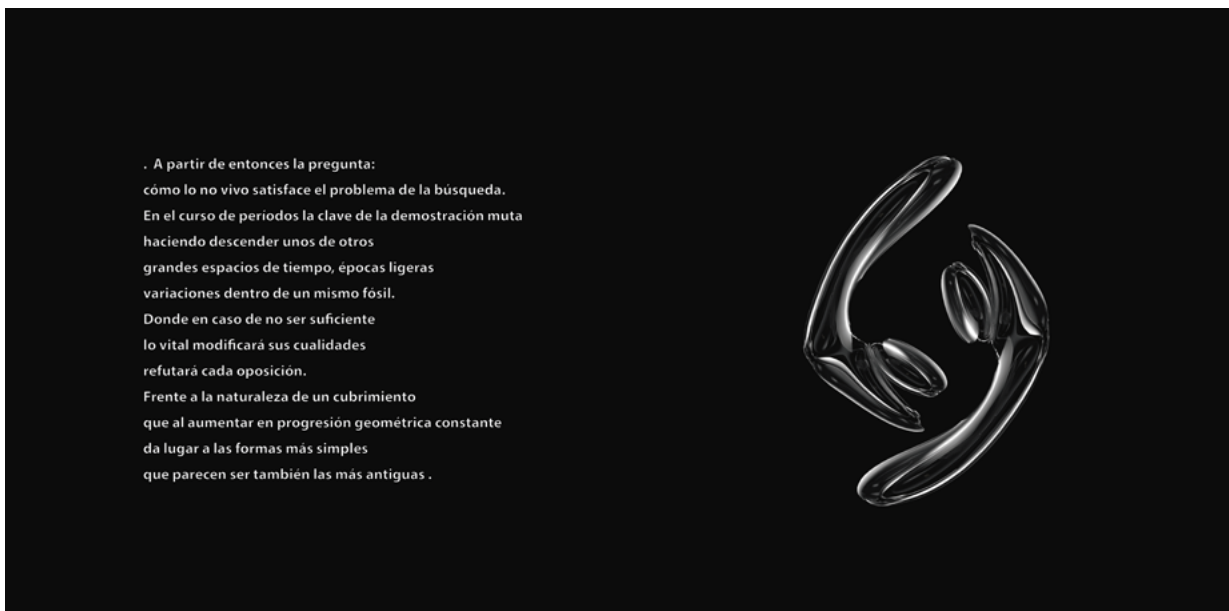 . A partir de entonces la pregunta:
cómo lo no vivo satisface el problema de la búsqueda.
En el curso de períodos la clave de la demostración muta
haciendo descender unos de otros
grandes espacios de tiempo, épocas ligeras
variaciones dentro de un mismo fósil.
Donde en caso de no ser suficiente
lo vital modificará sus cualidades
refutará cada oposición.
Frente a la naturaleza de un cubrimiento
que al aumentar en progresión geométrica constante
da lugar a las formas más simples
que parecen ser también las más antiguas .